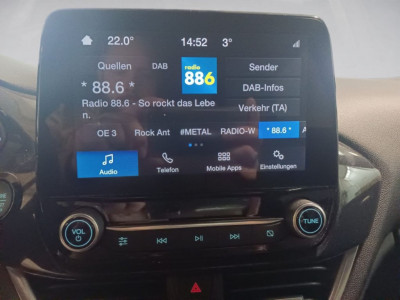 22.0° 14:52 3°
Quellen DAB radio 886 Sender
* 88.6 *
DAB-Infos
Radio 88.6 - So rockt das Lebe
n.
Verkehr (TA)
OE 3 Rock Ant #METAL RADIO-W * 88.6 * A
Audio Telefon Mobile Apps Einstellungen
VOL TUNE